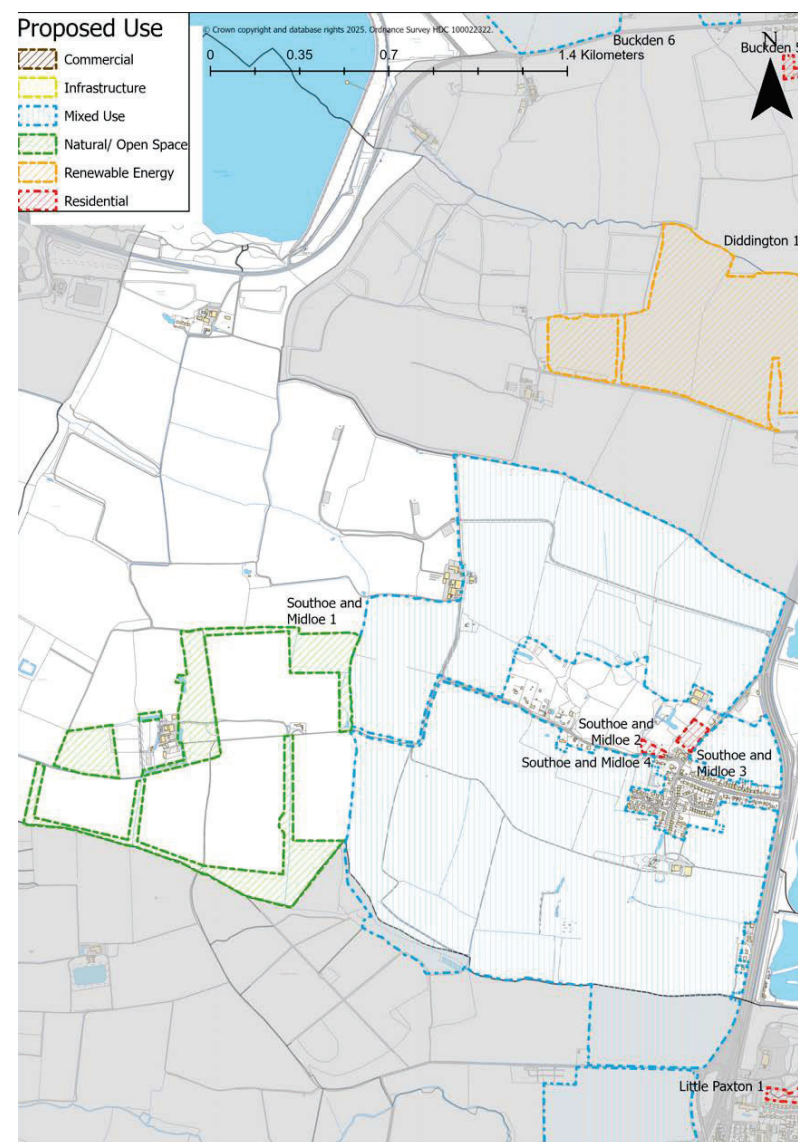 Proposed Use
Commercial
Infrastructure
Mixed Use
Natural/ Open Space
Renewable Energy
Residential
© Crown copyright and database rights 2025. Ordnance Survey HDC 100022322.
0 0.35 0.7 1.4 Kilometers
N
Buckden 6
Buckden 5
Diddington 1
Southoe and
Midloe 1
Southoe and
Midloe 2
Southoe and Midloe 4
Southoe and
Midloe 3
Little Paxton 1